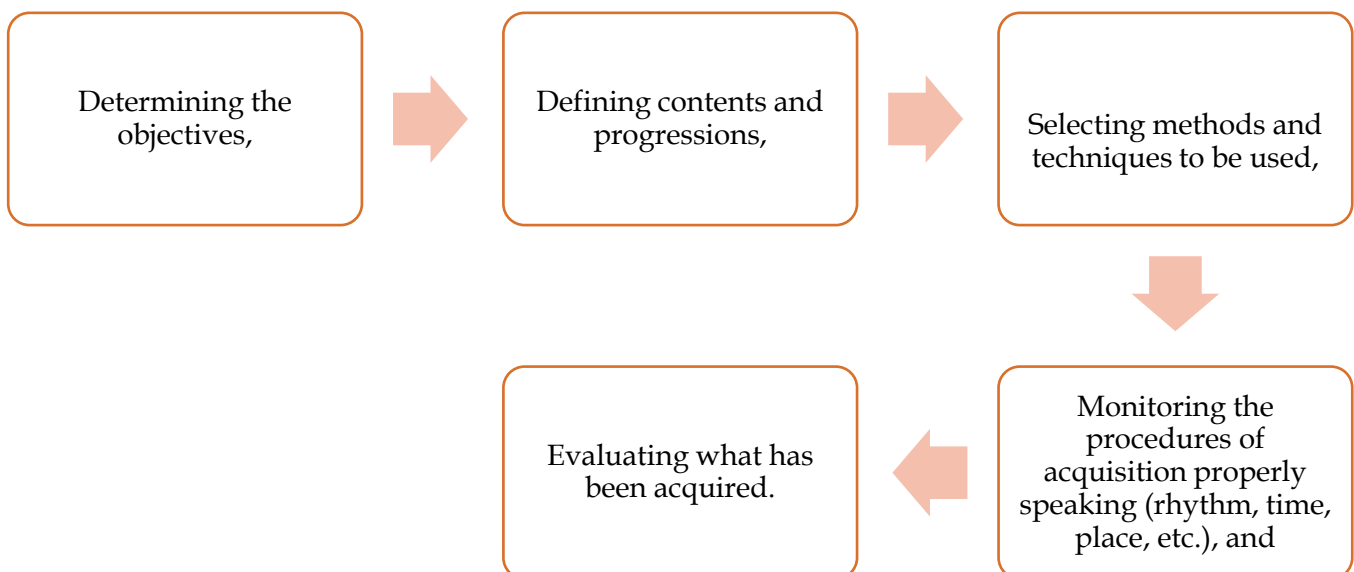 Determining the
objectives,
Defining contents and
progressions,
Selecting methods and
techniques to be used,
Monitoring the
procedures of
acquisition properly
speaking (rhythm, time,
place, etc.), and
Evaluating what has
been acquired.